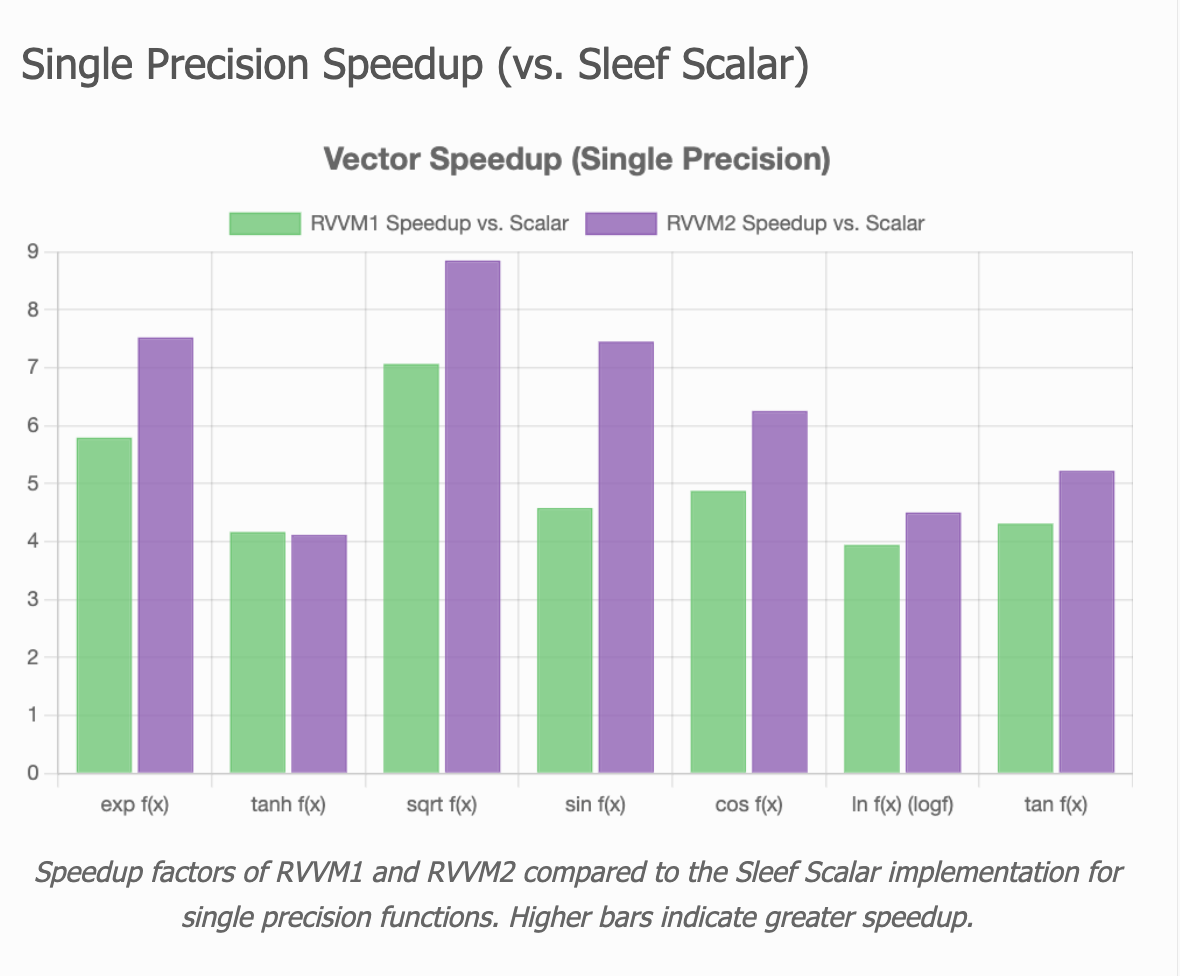 Single Precision Speedup (vs. Sleef Scalar)
Vector Speedup (Single Precision)
RVVM1 Speedup vs. Scalar
RVVM2 Speedup vs. Scalar
9
8
7
6
5
4
3
2
1
0
exp f(x)
tanh f(x)
sqrt f(x)
sin f(x)
cos f(x)
ln f(x) (logf)
tan f(x)
Speedup factors of RVVM1 and RVVM2 compared to the Sleef Scalar implementation for
single precision functions. Higher bars indicate greater speedup.